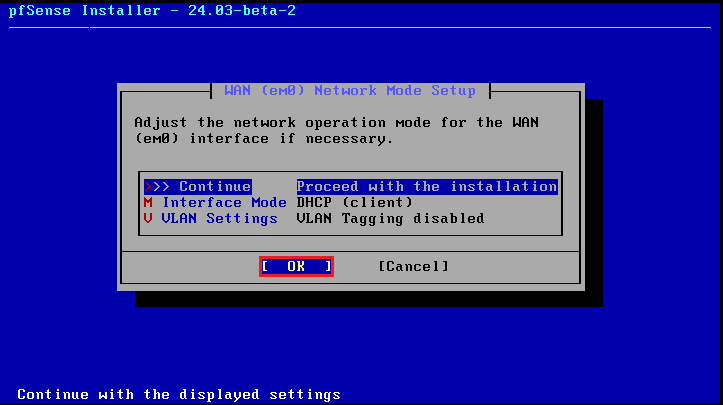 pfSense Installer - 24.03-beta-2
WAN (em0) Network Mode Setup
Adjust the network operation mode for the WAN
(em0) interface if necessary.
>>> Continue Proceed with the installation
M Interface Mode DHCP (client)
V VLAN Settings VLAN Tagging disabled
[ OK ] [Cancel]
Continue with the displayed settings